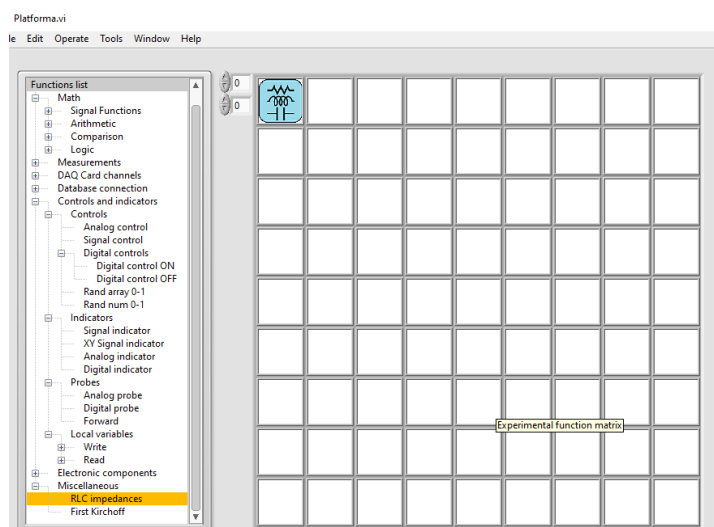 Platforma.vi
le Edit Operate Tools Window Help
Functions list
Math
Signal Functions
Arithmetic
Comparison
Logic
Measurements
DAQ Card channels
Database connection
Controls and indicators
Controls
Analog control
Signal control
Digital controls
Digital control ON
Digital control OFF
Rand array 0-1
Rand num 0-1
Indicators
Signal indicator
XY Signal indicator
Analog indicator
Digital indicator
Probes
Analog probe
Digital probe
Forward
Local variables
Write
Read
Electronic components
Miscellaneous
RLC impedances
First Kirchoff
0
0
Experimental function matrix